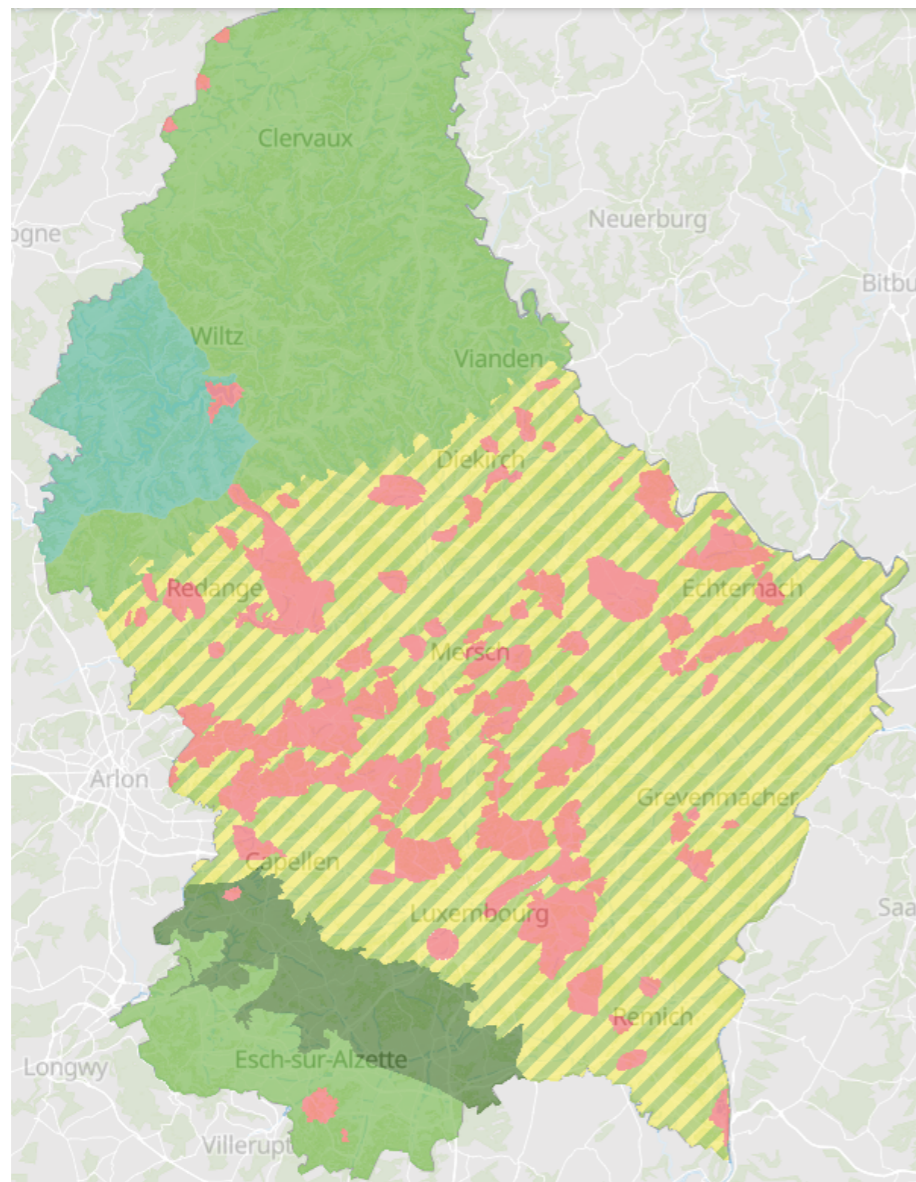 Clervaux
Neuerburg
ogne
Bitbu
Wiltz
Vianden
Diekirch
Redange
Echternach
Mersch
Arlon
Grevenmacher
Capellen
Luxembourg
Saa
Remich
Esch-sur-Alzette
Longwy
Villerupt